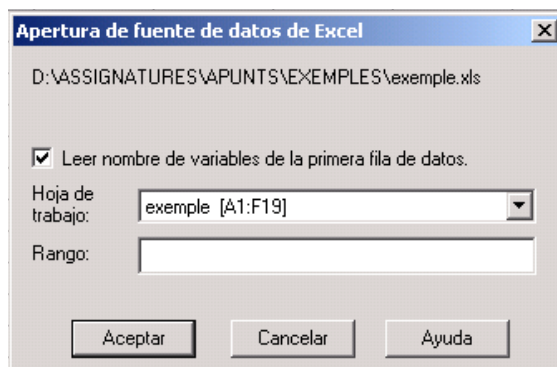 Apertura de fuente de datos de Excel
D:\ASSIGNATURES\APUNTS\EXEMPLES\exemple.xls
Leer nombre de variables de la primera fila de datos.
Hoja de
trabajo:
exemple [A1:F19]
Rango:
Aceptar Cancelar Ayuda